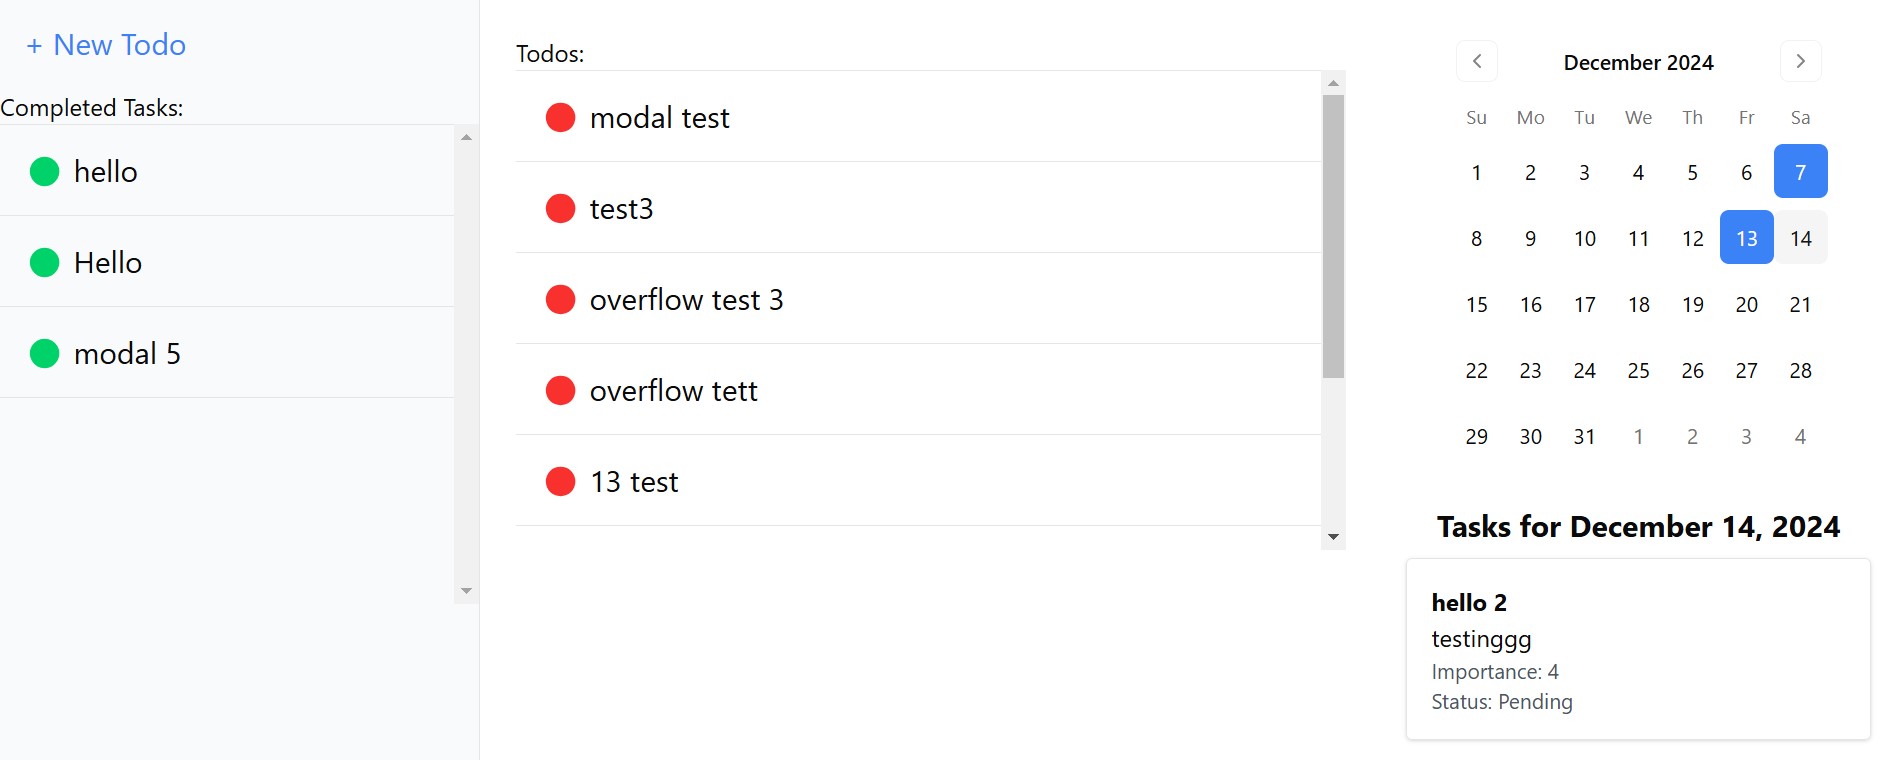 + New Todo
Completed Tasks:
hello
Hello
modal 5
Todos:
modal test
test3
overflow test 3
overflow tett
13 test
December 2024
Su Mo Tu We Th Fr Sa
1 2 3 4 5 6 7
8 9 10 11 12 13 14
15 16 17 18 19 20 21
22 23 24 25 26 27 28
29 30 31 1 2 3 4
Tasks for December 14, 2024
hello 2
testinggg
Importance: 4
Status: Pending